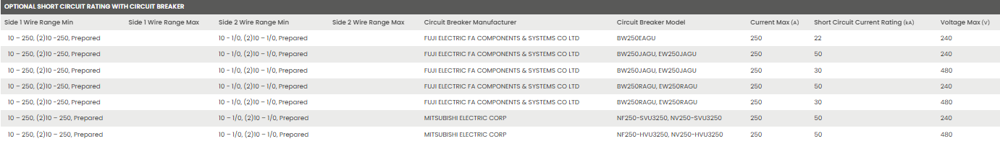 OPTIONAL SHORT CIRCUIT RATING WITH CIRCUIT BREAKER
Side 1 Wire Range Min Side 1 Wire Range Max Side 2 Wire Range Min Side 2 Wire Range Max Circuit Breaker Manufacturer Circuit Breaker Model Current Max (A) Short Circuit Current Rating (kA) Voltage Max (V)
10 – 250, (2)10 -250, Prepared 10 - 1/0, (2)10 – 1/0, Prepared FUJI ELECTRIC FA COMPONENTS & SYSTEMS CO LTD BW250EAGU 250 22 240
10 – 250, (2)10 -250, Prepared 10 - 1/0, (2)10 – 1/0, Prepared FUJI ELECTRIC FA COMPONENTS & SYSTEMS CO LTD BW250JAGU, EW250JAGU 250 50 240
10 – 250, (2)10 -250, Prepared 10 - 1/0, (2)10 – 1/0, Prepared FUJI ELECTRIC FA COMPONENTS & SYSTEMS CO LTD BW250JAGU, EW250JAGU 250 30 480
10 – 250, (2)10 -250, Prepared 10 - 1/0, (2)10 – 1/0, Prepared FUJI ELECTRIC FA COMPONENTS & SYSTEMS CO LTD BW250RAGU, EW250RAGU 250 50 240
10 – 250, (2)10 -250, Prepared 10 - 1/0, (2)10 – 1/0, Prepared FUJI ELECTRIC FA COMPONENTS & SYSTEMS CO LTD BW250RAGU, EW250RAGU 250 30 480
10 – 250, (2)10 – 250, Prepared 10 – 1/0, (2)10 – 1/0, Prepared MITSUBISHI ELECTRIC CORP NF250-SVU3250, NV250-SVU3250 250 50 240
10 – 250, (2)10 – 250, Prepared 10 – 1/0, (2)10 – 1/0, Prepared MITSUBISHI ELECTRIC CORP NF250-HVU3250, NV250-HVU3250 250 50 480